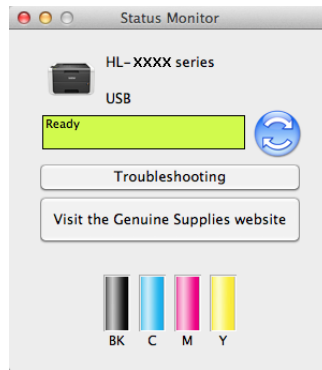 Status Monitor
HL-XXXX series
USB
Ready
Troubleshooting
Visit the Genuine Supplies website
BK C M Y